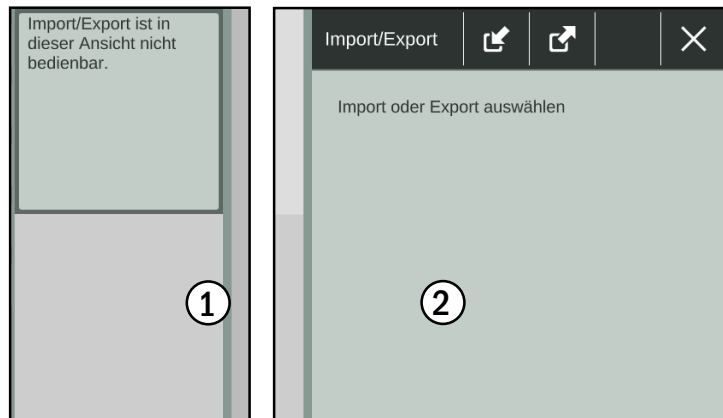 Import/Export ist in
dieser Ansicht nicht
bedienbar.
1
Import/Export
Import oder Export auswählen
2